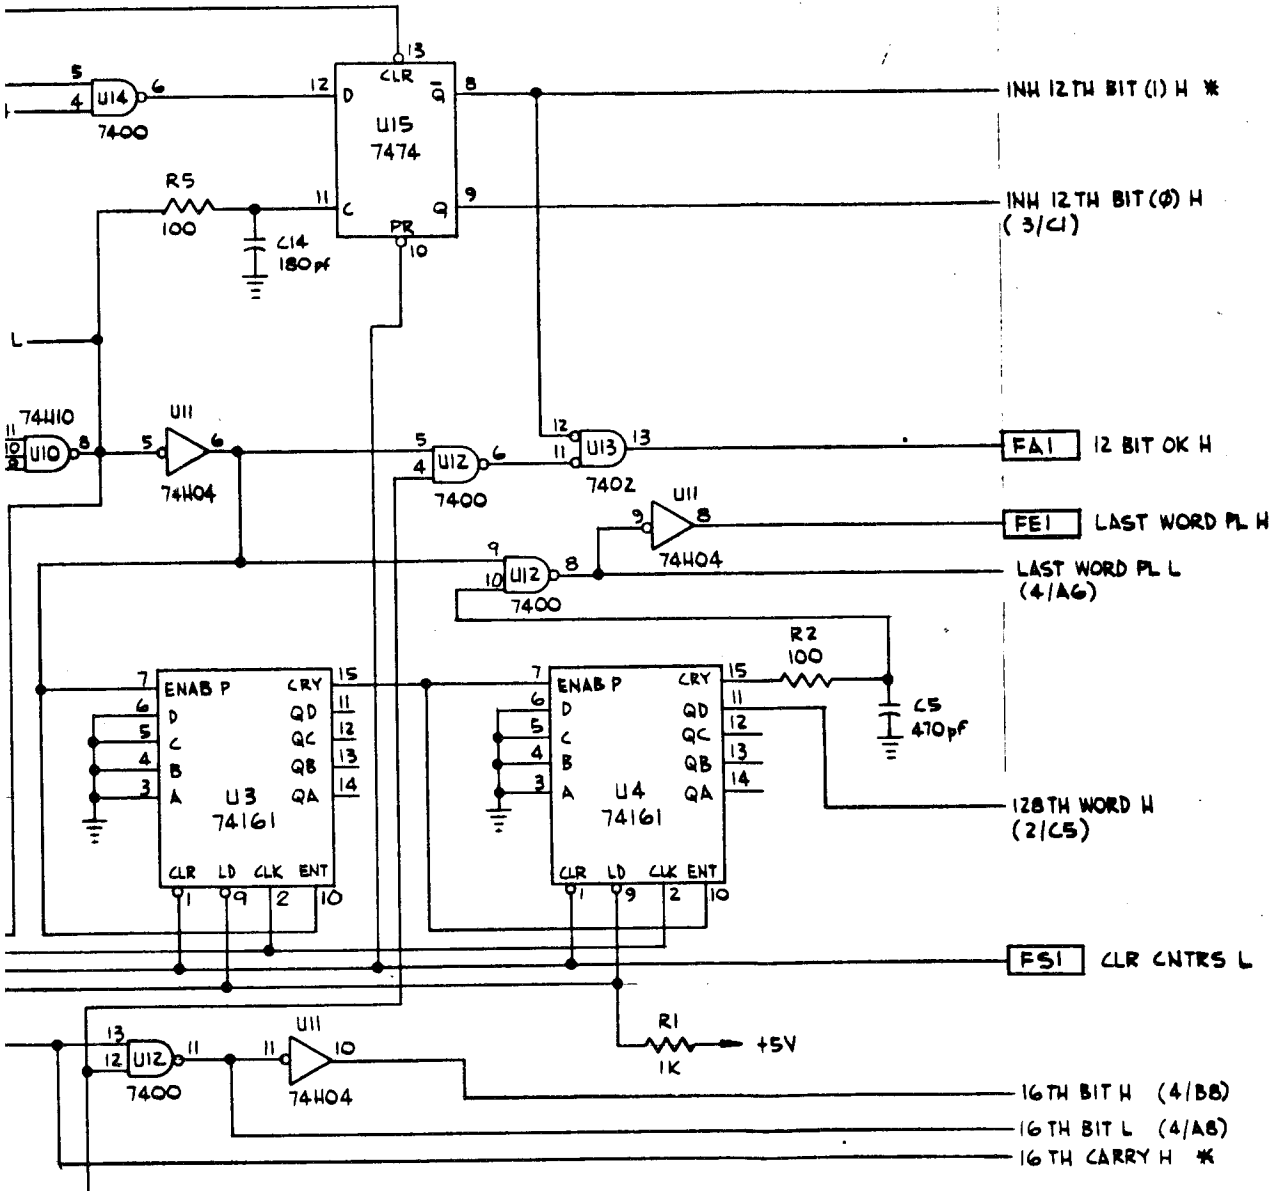 13
CLR
5
4
U14
6
7400
12
D
Q
8
INH 12TH BIT (1) H *
U15
7474
R5
100
11
C
Q
9
INH 12TH BIT (Ø) H
(3/C1)
PR
10
C14
180pf
L
74H10
11
10
9
U10
8
5
U11
6
74H04
5
4
U12
6
7400
12
11
U13
13
7402
FA1 12 BIT OK H
U11
9
8
74H04
FE1 LAST WORD PL H
9
10
U12
8
7400
LAST WORD PL L
(4/A6)
R2
100
C5
470pf
7
ENAB P CRY
15
6
D QD
11
5
C QC
12
4
B QB
13
3
A QA
14
U3
74161
CLR LD CLK ENT
1 9 2 10
7
ENAB P CRY
15
6
D QD
11
5
C QC
12
4
B QB
13
3
A QA
14
U4
74161
CLR LD CLK ENT
1 9 2 10
128TH WORD H
(2/C5)
FS1 CLR CNTRS L
R1
1K
+5V
13
12
U12
11
7400
U11
11
10
74H04
16TH BIT H (4/B8)
16TH BIT L (4/A8)
16TH CARRY H *